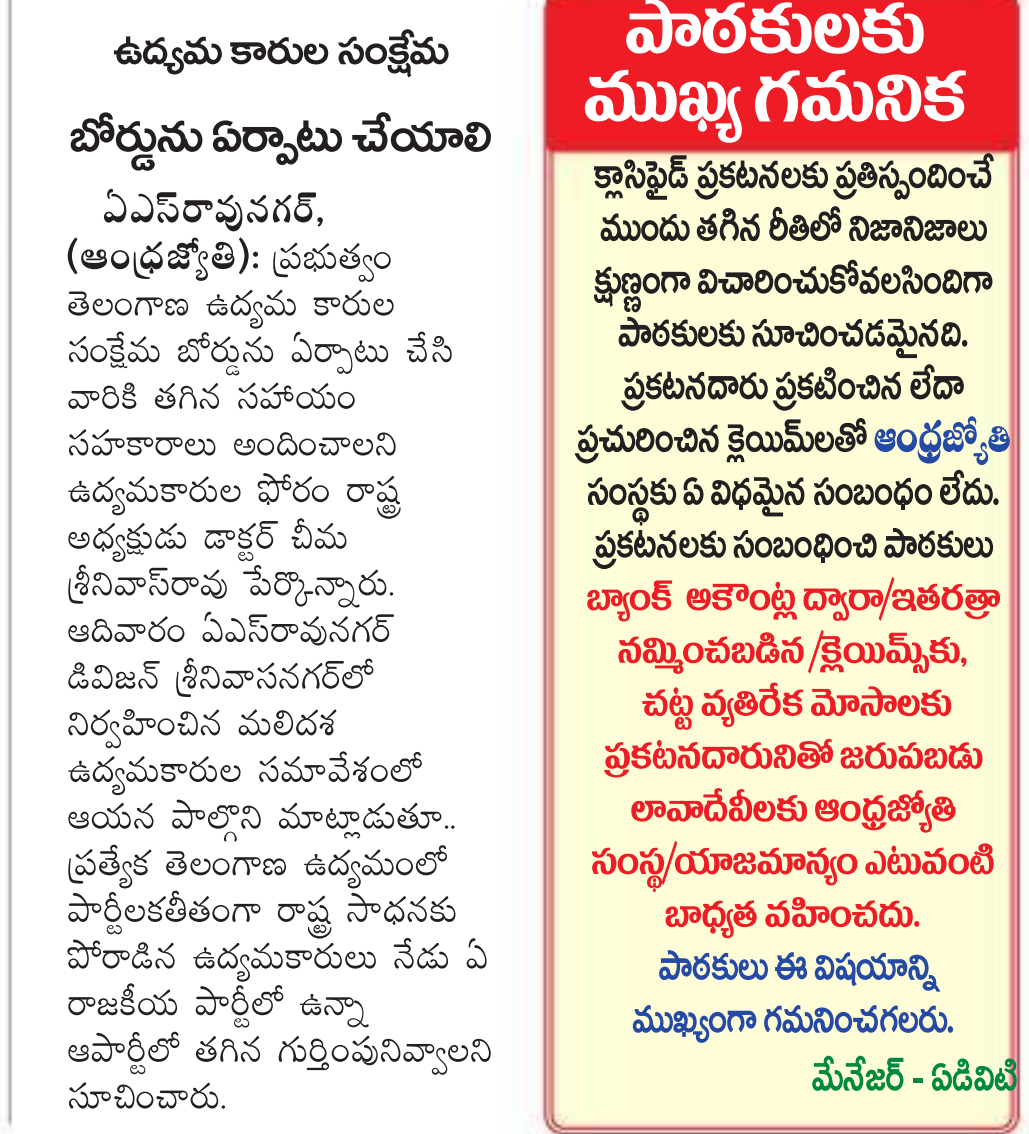 ఉద్యమ కారుల సంక్షేమ
బోర్డును ఏర్పాటు చేయాలి
ఏఎస్‌రావునగర్,
(ఆంధ్రజ్యోతి): ప్రభుత్వం
తెలంగాణ ఉద్యమ కారుల
సంక్షేమ బోర్డును ఏర్పాటు చేసి
వారికి తగిన సహాయం
సహకారాలు అందించాలని
ఉద్యమకారుల ఫోరం రాష్ట్ర
అధ్యక్షుడు డాక్టర్ చీమ
శ్రీనివాస్‌రావు పేర్కొన్నారు.
ఆదివారం ఏఎస్‌రావునగర్
డివిజన్ శ్రీనివాసనగర్‌లో
నిర్వహించిన మలిదశ
ఉద్యమకారుల సమావేశంలో
ఆయన పాల్గొని మాట్లాడుతూ..
ప్రత్యేక తెలంగాణ ఉద్యమంలో
పార్టీలకతీతంగా రాష్ట్ర సాధనకు
పోరాడిన ఉద్యమకారులు నేడు ఏ
రాజకీయ పార్టీలో ఉన్నా
ఆపార్టీలో తగిన గుర్తింపునివ్వాలని
సూచించారు.
పాఠకులకు
ముఖ్య గమనిక
క్లాసిఫైడ్ ప్రకటనలకు ప్రతిస్పందించే
ముందు తగిన రీతిలో నిజానిజాలు
క్షుణ్ణంగా విచారించుకోవలసిందిగా
పాఠకులకు సూచించడమైనది.
ప్రకటనదారు ప్రకటించిన లేదా
ప్రచురించిన క్లెయిమ్‌లతో ఆంధ్రజ్యోతి
సంస్థకు ఏ విధమైన సంబంధం లేదు.
ప్రకటనలకు సంబంధించి పాఠకులు
బ్యాంక్ అకౌంట్ల ద్వారా/ఇతరత్రా
నమ్మించబడిన /క్లెయిమ్స్‌కు,
చట్ట వ్యతిరేక మోసాలకు
ప్రకటనదారునితో జరుపబడు
లావాదేవీలకు ఆంధ్రజ్యోతి
సంస్థ/యాజమాన్యం ఎటువంటి
బాధ్యత వహించదు.
పాఠకులు ఈ విషయాన్ని
ముఖ్యంగా గమనించగలరు.
మేనేజర్ - ఏడివిటి